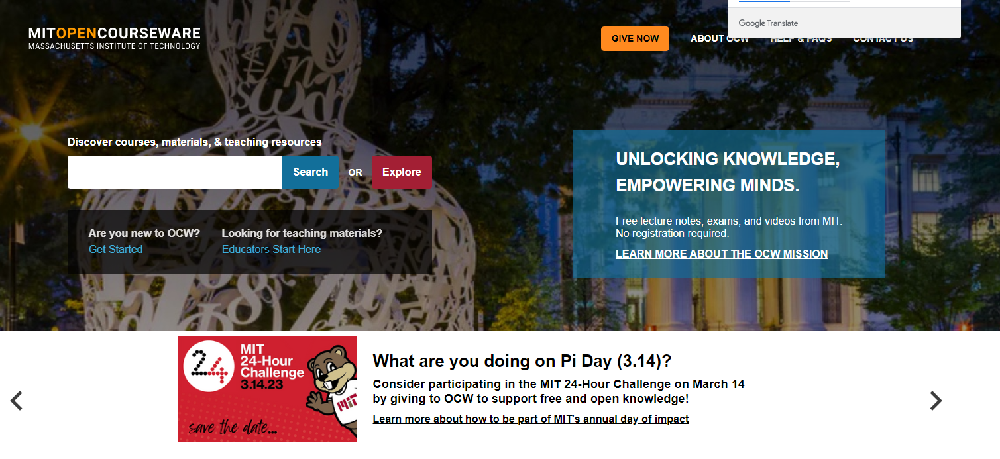 MITOPENCOURSEWARE
MASSACHUSETTS INSTITUTE OF TECHNOLOGY
Google Translate
GIVE NOW
ABOUT OCW
HELP & FAQS
CONTACT US
Discover courses, materials, & teaching resources
Search
OR
Explore
Are you new to OCW?
Get Started
Looking for teaching materials?
Educators Start Here
UNLOCKING KNOWLEDGE,
EMPOWERING MINDS.
Free lecture notes, exams, and videos from MIT.
No registration required.
LEARN MORE ABOUT THE OCW MISSION
24
MIT
24-Hour
Challenge
3.14.23
MIT
save the date...
What are you doing on Pi Day (3.14)?
Consider participating in the MIT 24-Hour Challenge on March 14
by giving to OCW to support free and open knowledge!
Learn more about how to be part of MIT's annual day of impact